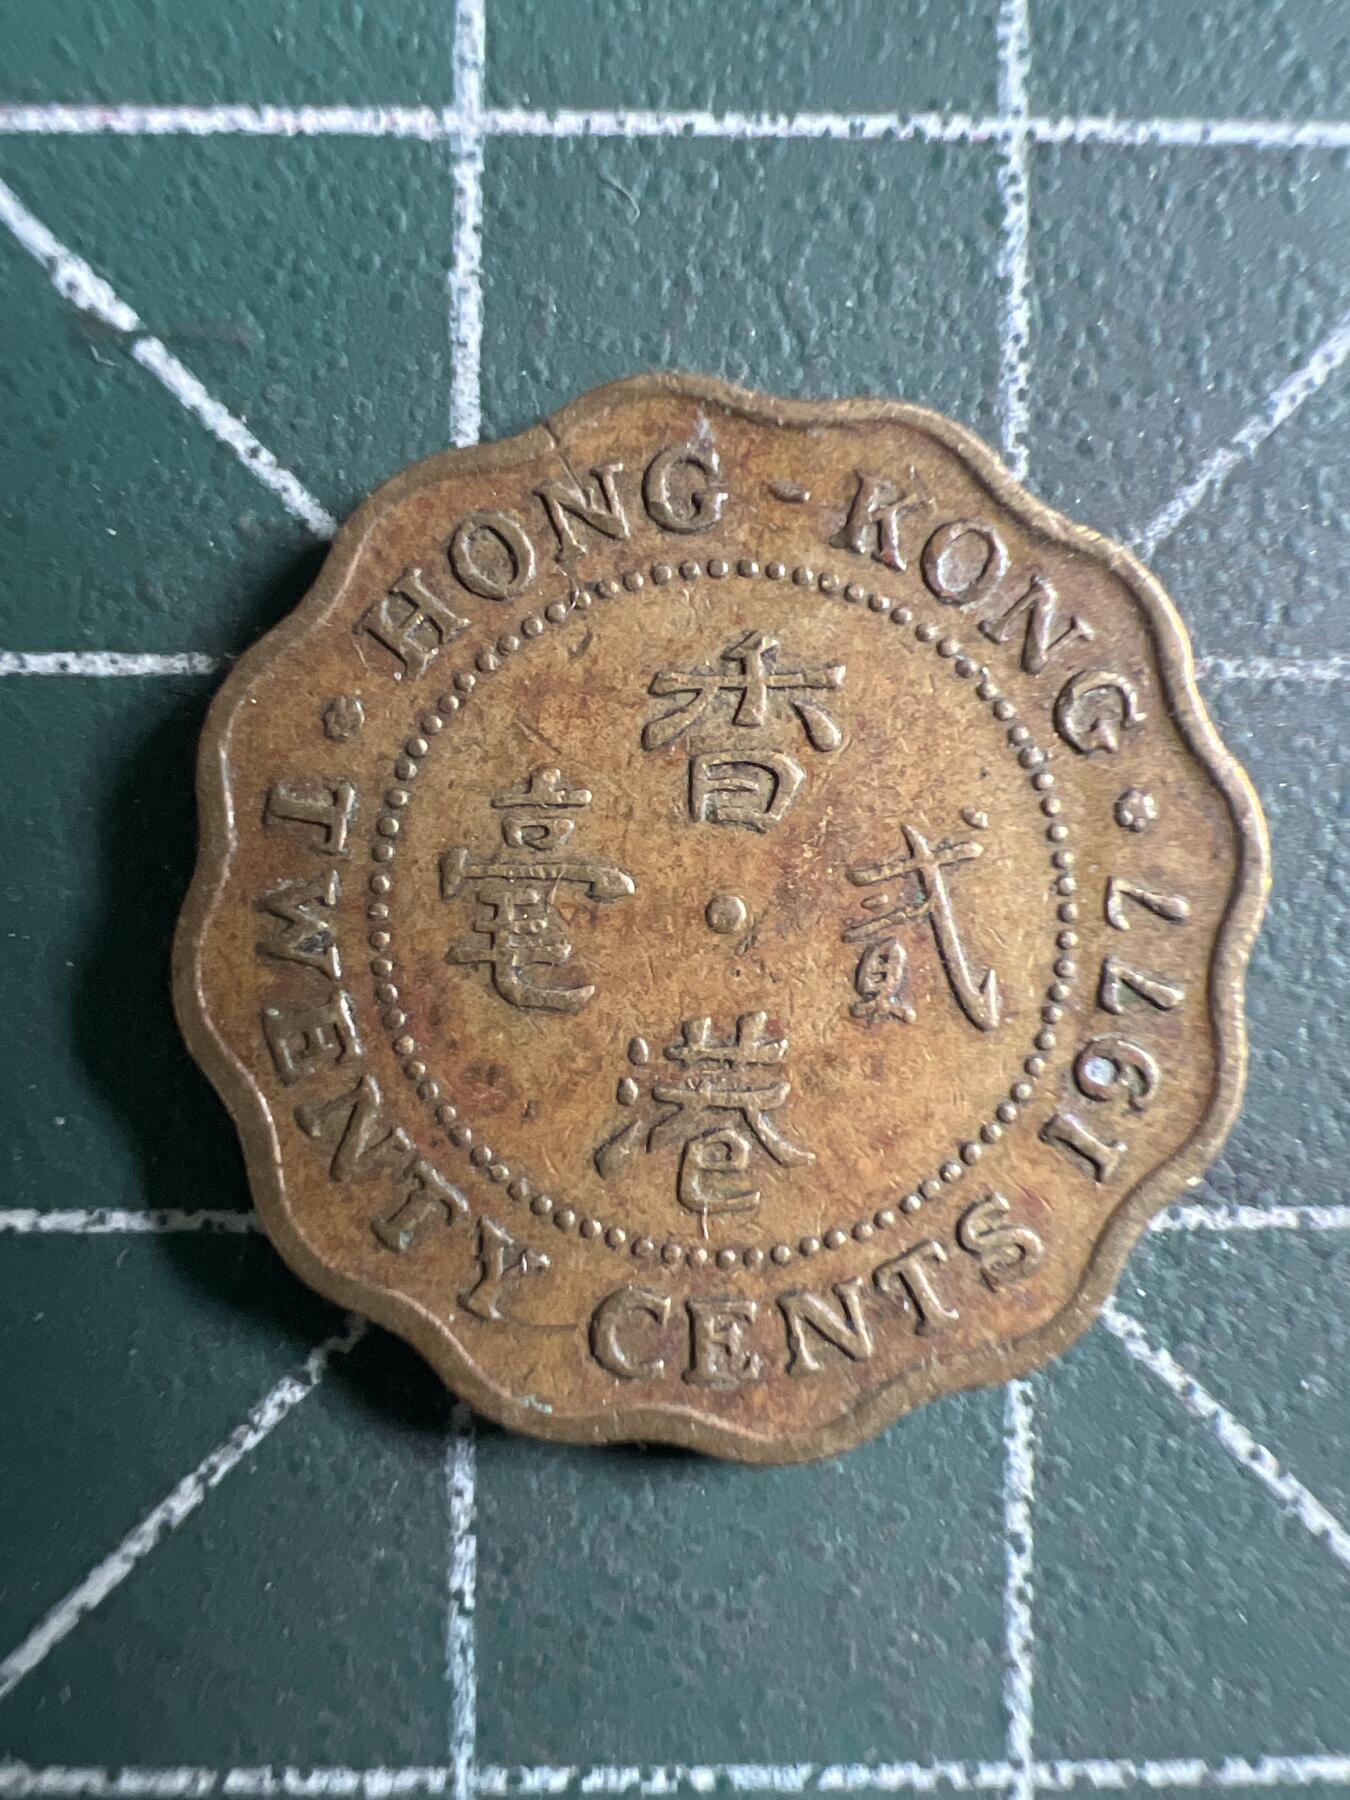 HONG-KONG
1977
TWENTY CENTS
香港
貳毫